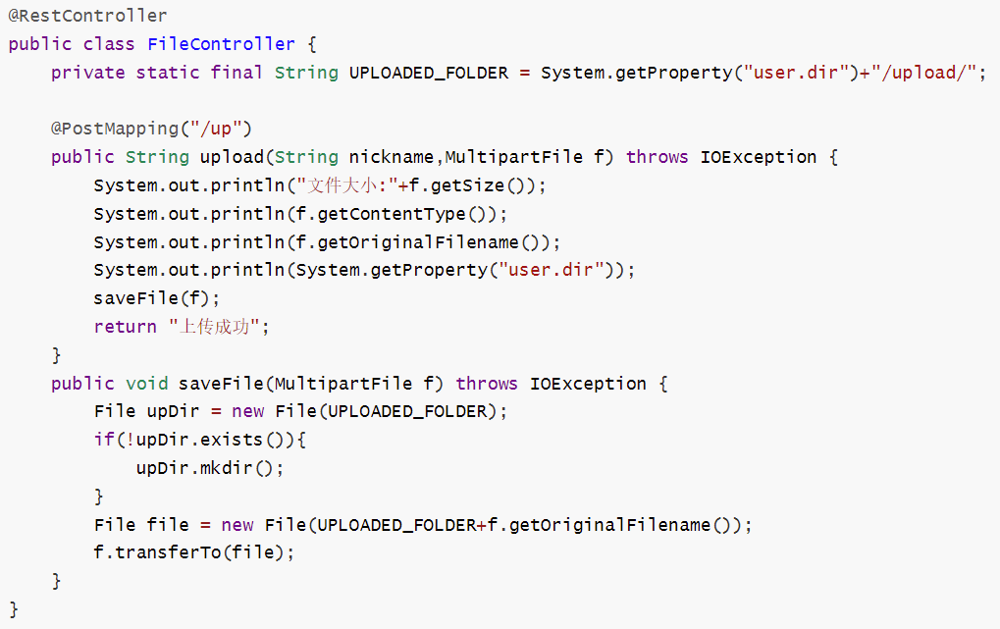 @RestController
public class FileController {
    private static final String UPLOADED_FOLDER = System.getProperty("user.dir")+"/upload/";

    @PostMapping("/up")
    public String upload(String nickname,MultipartFile f) throws IOException {
        System.out.println("文件大小:"+f.getSize());
        System.out.println(f.getContentType());
        System.out.println(f.getOriginalFilename());
        System.out.println(System.getProperty("user.dir"));
        saveFile(f);
        return "上传成功";
    }
    public void saveFile(MultipartFile f) throws IOException {
        File upDir = new File(UPLOADED_FOLDER);
        if(!upDir.exists()){
            upDir.mkdir();
        }
        File file = new File(UPLOADED_FOLDER+f.getOriginalFilename());
        f.transferTo(file);
    }
}